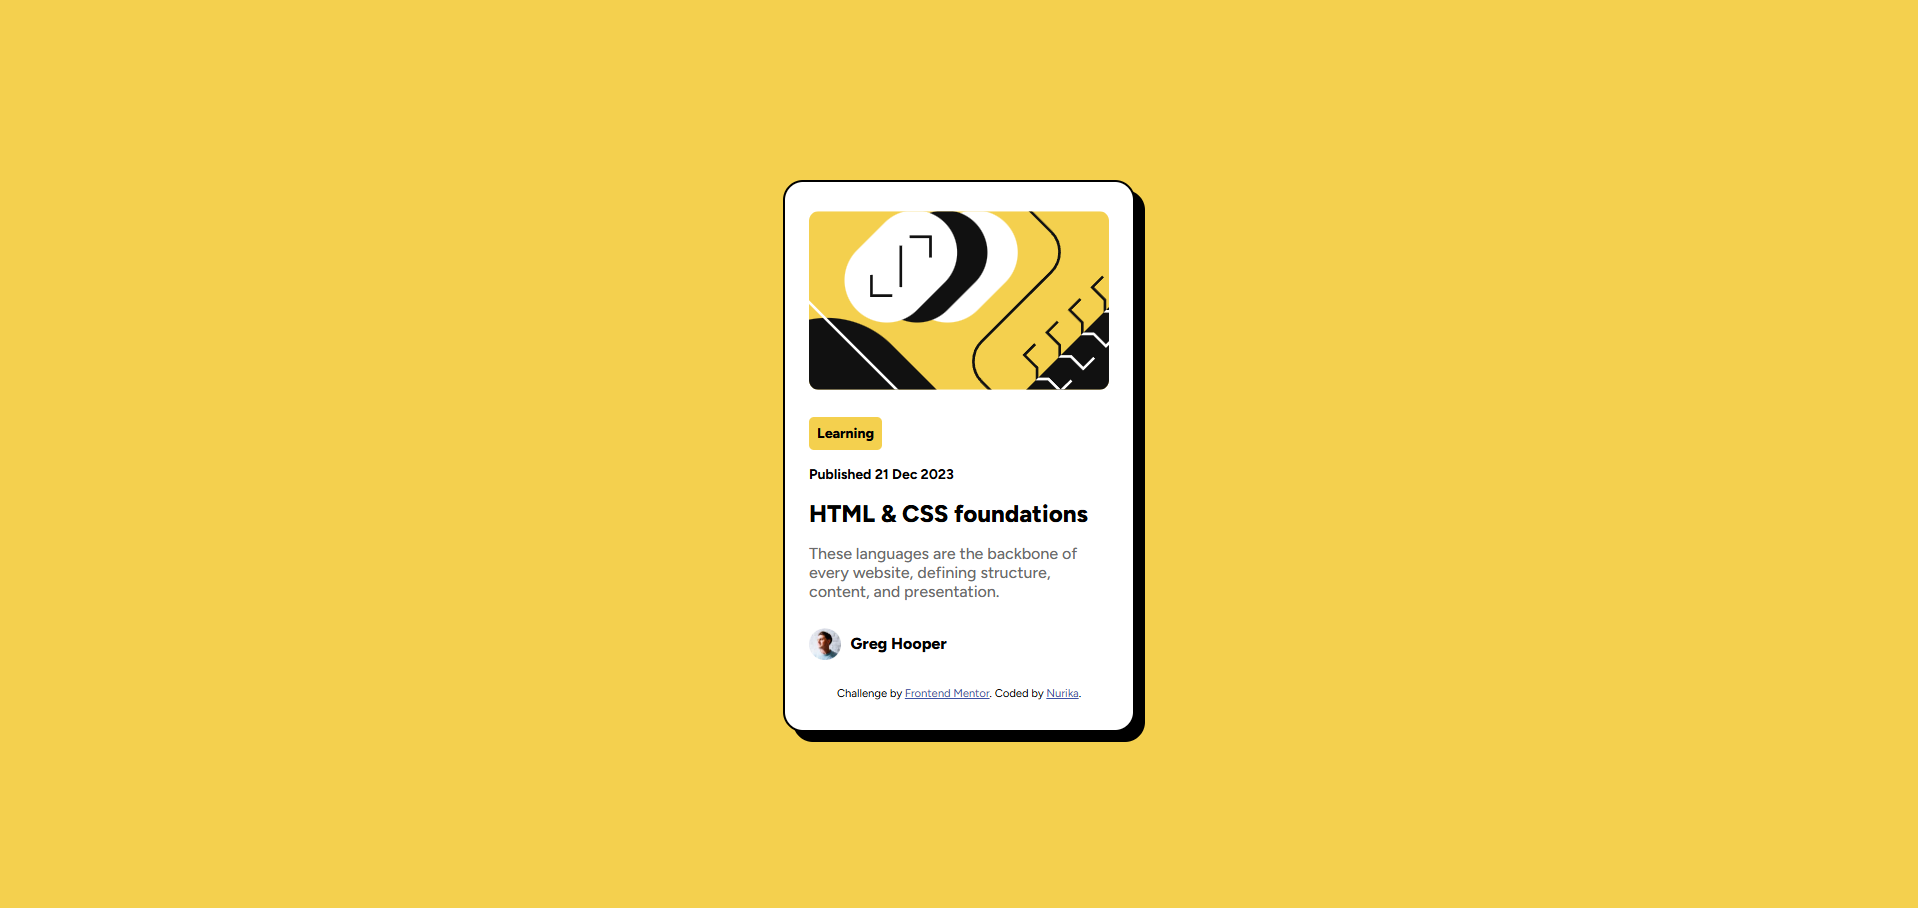 Learning
Published 21 Dec 2023
HTML & CSS foundations
These languages are the backbone of
every website, defining structure,
content, and presentation.
Greg Hooper
Challenge by Frontend Mentor. Coded by Nurika.